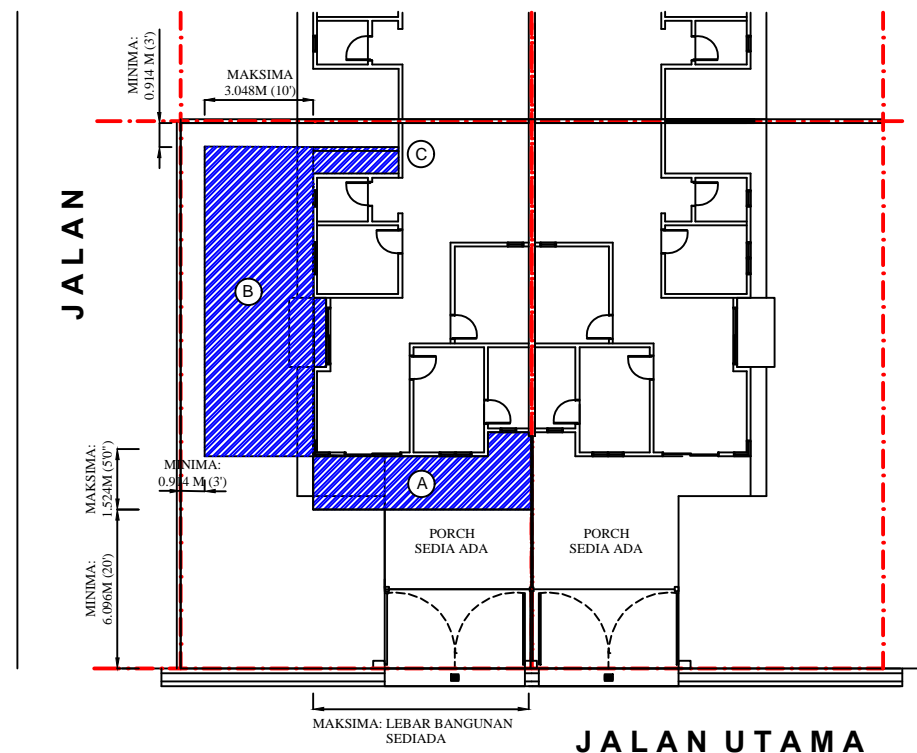 MINIMA:
0.914 M (3')
MAKSIMA
3.048M (10')
C
JALAN
B
MAKSIMA:
1.524M (5'0")
MINIMA:
0.914 M (3')
A
MINIMA:
6.096M (20')
PORCH
SEDIA ADA
PORCH
SEDIA ADA
MAKSIMA: LEBAR BANGUNAN
SEDIADA
JALAN UTAMA